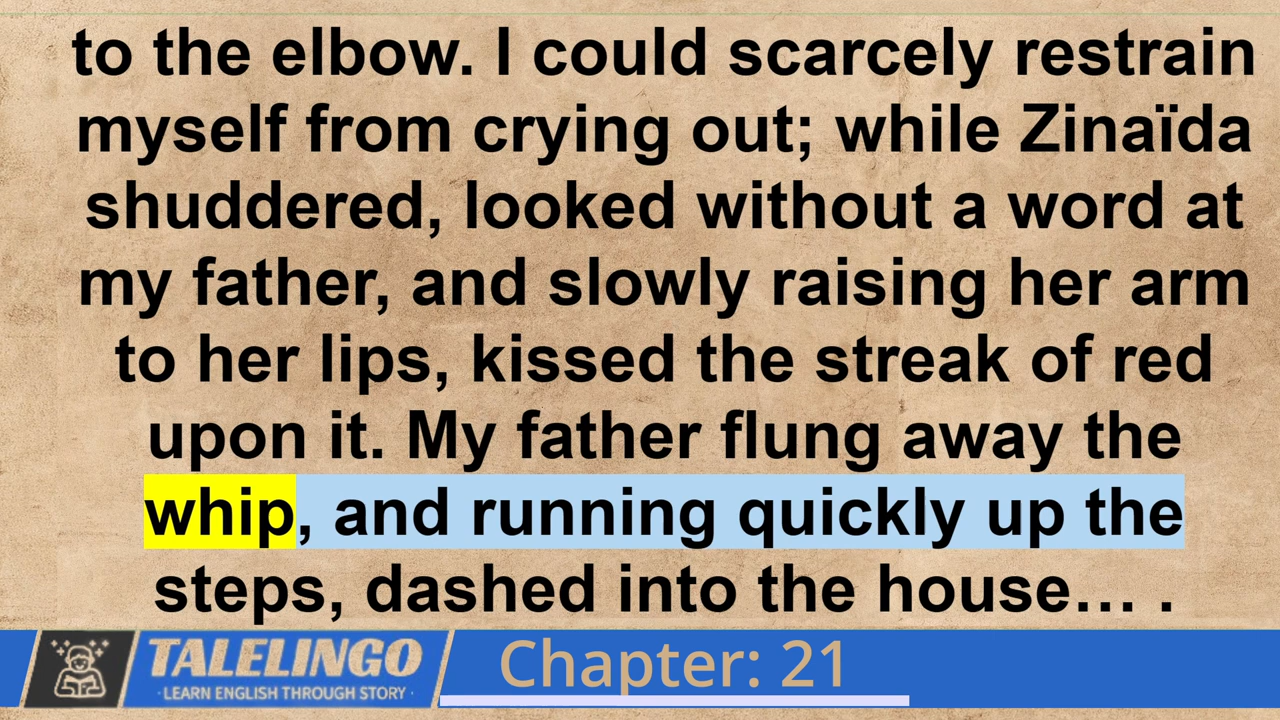 to the elbow. I could scarcely restrain
myself from crying out; while Zinaïda
shuddered, looked without a word at
my father, and slowly raising her arm
to her lips, kissed the streak of red
upon it. My father flung away the
whip, and running quickly up the
steps, dashed into the house… .
TALELINGO
· LEARN ENGLISH THROUGH STORY ·
Chapter: 21